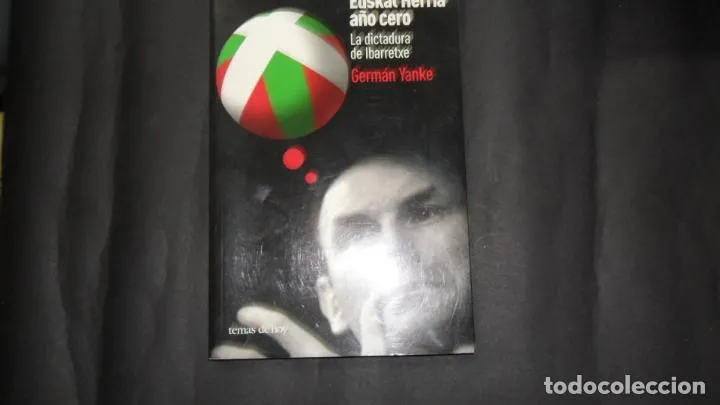 Euskal Herria
año cero
La dictadura
de Ibarretxe
Germán Yanke
temas de hoy
todocoleccion